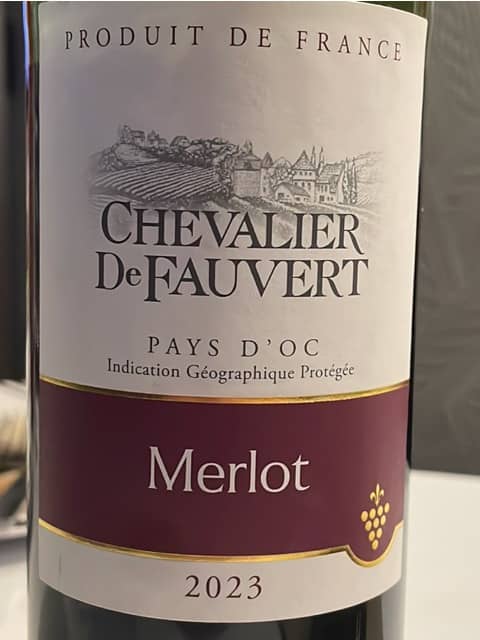 PRODUIT DE FRANCE
CHEVALIER
DE FAUVERT
PAYS D'OC
Indication Géographique Protégée
Merlot
2023